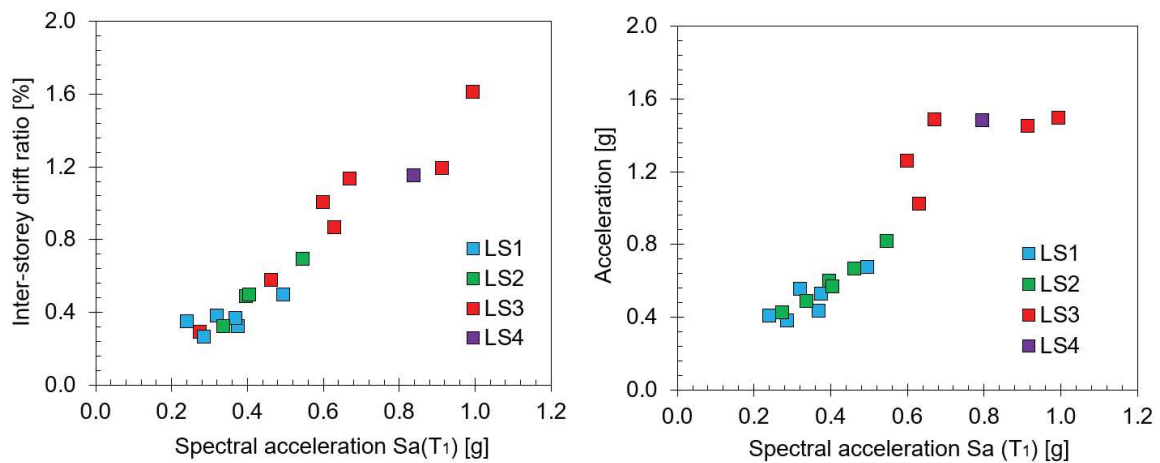 Inter-storey drift ratio [%]
2.0
1.6
1.2
0.8
0.4
0.0
LS1
LS2
LS3
LS4
0.0 0.2 0.4 0.6 0.8 1.0 1.2
Spectral acceleration Sa(T1) [g]
Acceleration [g]
2.0
1.6
1.2
0.8
0.4
0.0
LS1
LS2
LS3
LS4
0.0 0.2 0.4 0.6 0.8 1.0 1.2
Spectral acceleration Sa (T1) [g]